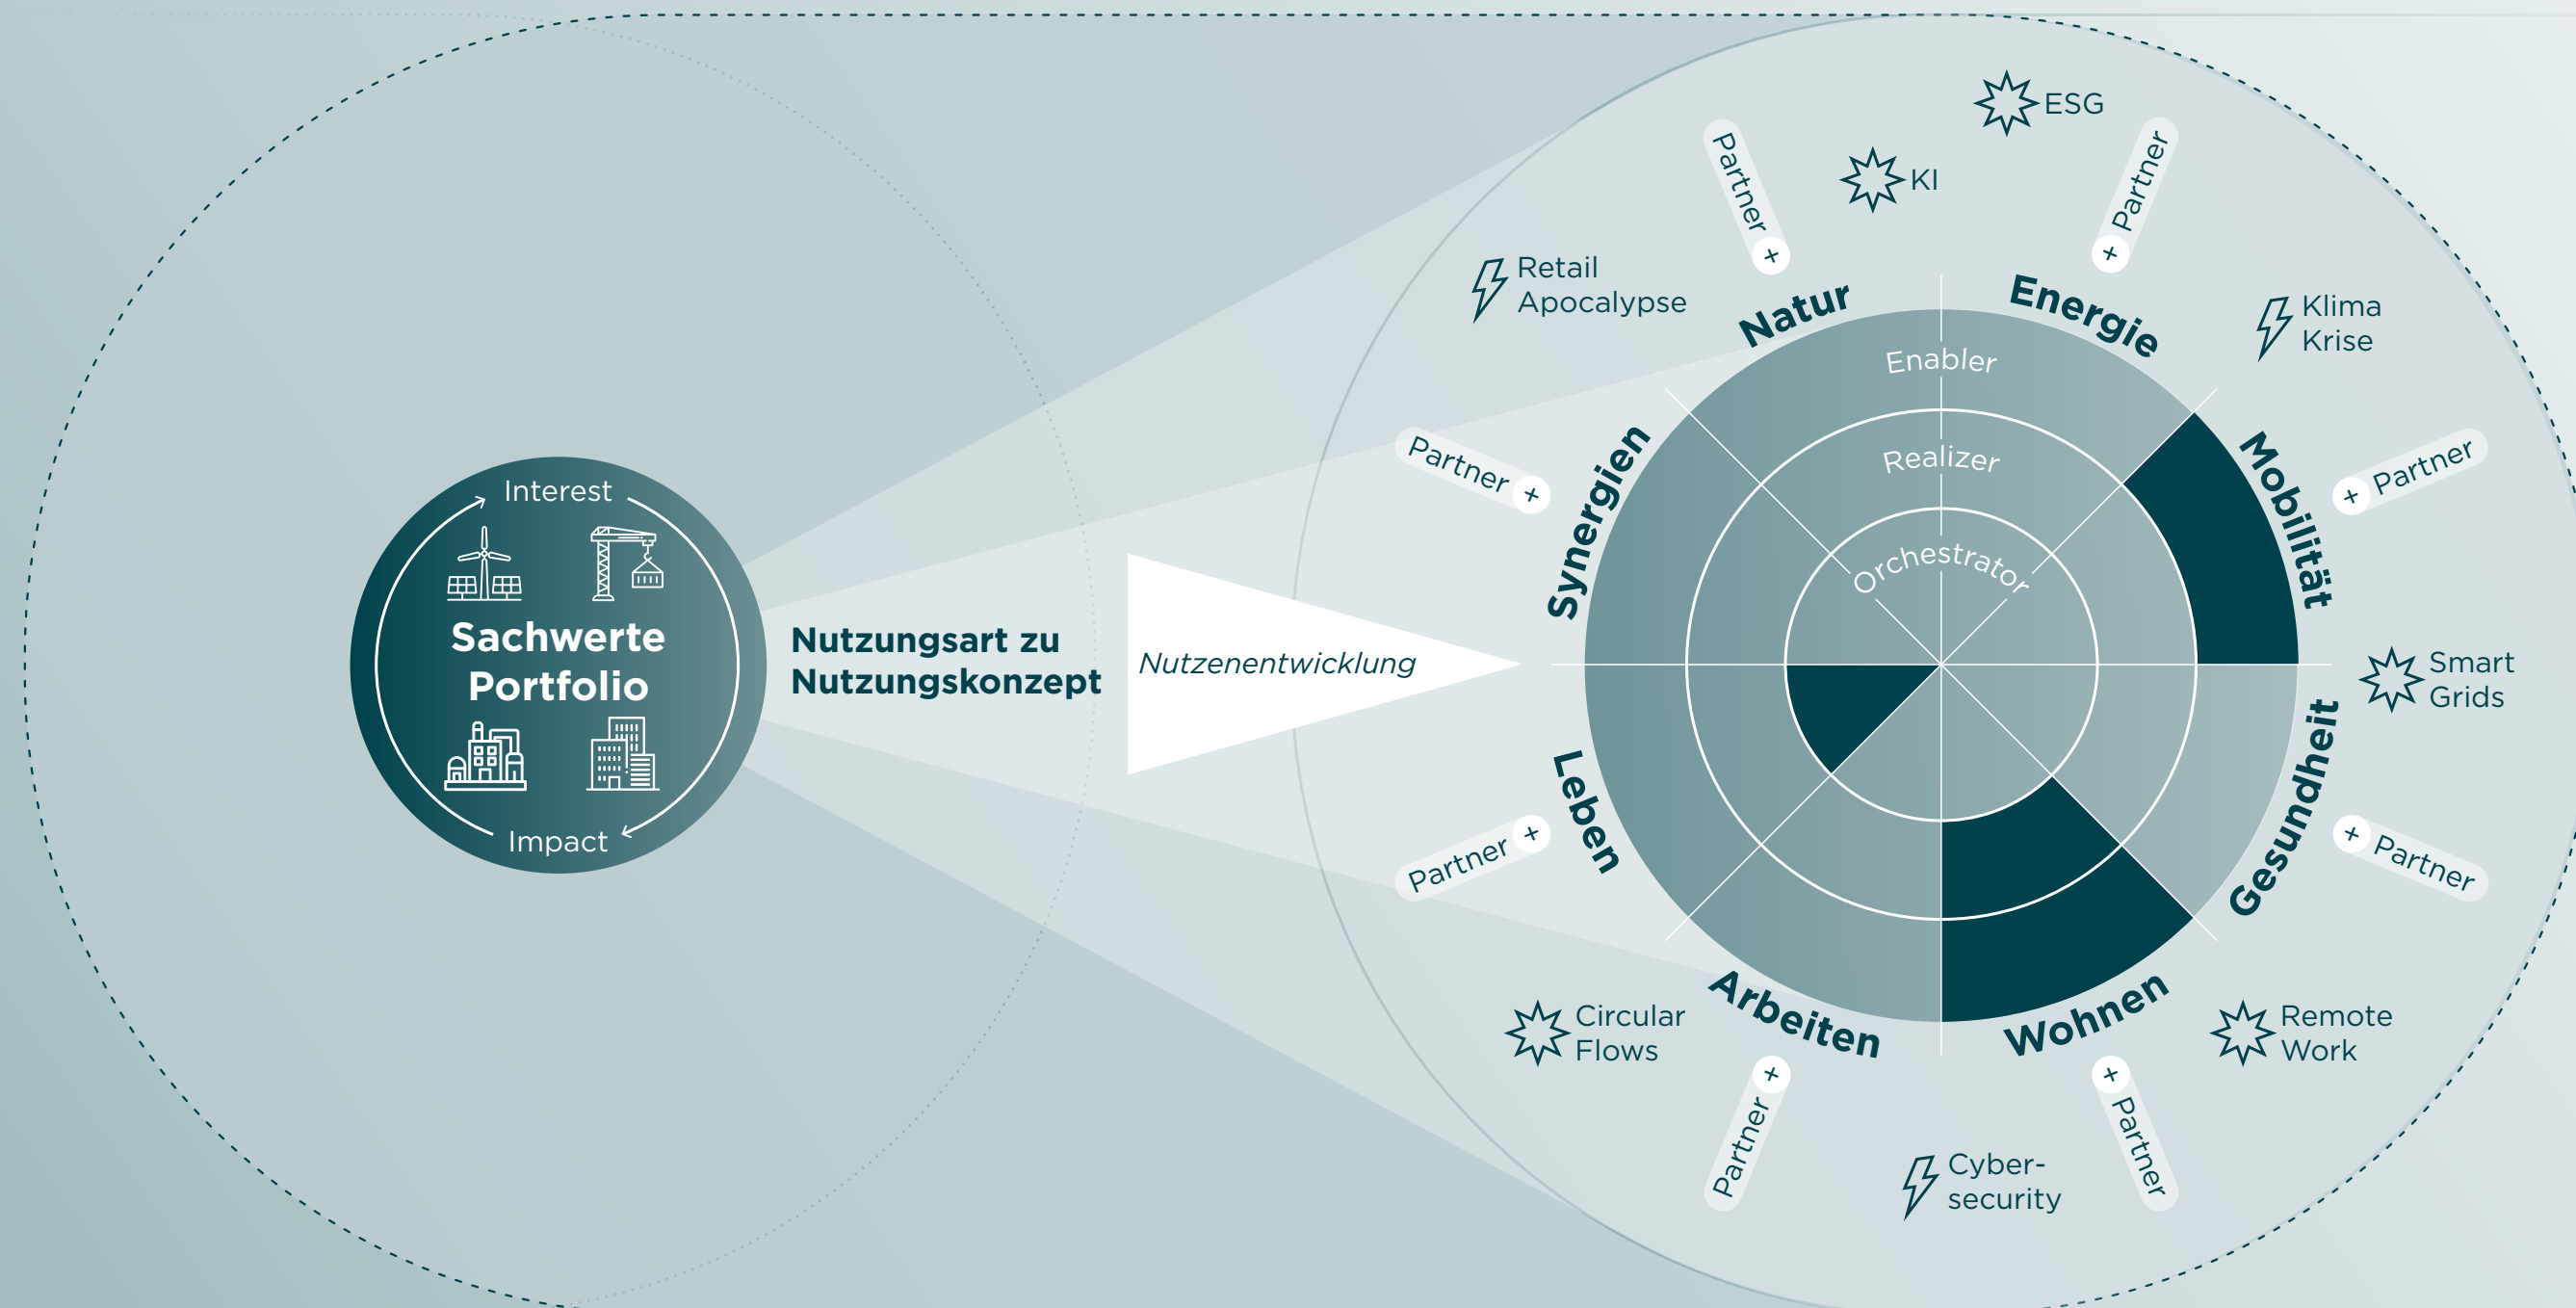 Interest
Sachwerte
Portfolio
Impact
Nutzungsart zu
Nutzungskonzept
Nutzenentwicklung
ESG
KI
Retail
Apocalypse
Klima
Krise
Smart
Grids
Remote
Work
Cyber-
security
Circular
Flows
Natur
Energie
Mobilität
Gesundheit
Wohnen
Arbeiten
Leben
Synergien
Enabler
Realizer
Orchestrator
Partner +
+ Partner
+ Partner
+ Partner
+ Partner
Partner +
Partner +
Partner +